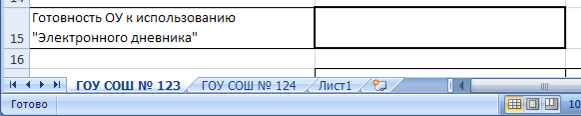 Готовность ОУ к использованию
15 "Электронного дневника"
16
ГОУ СОШ № 123 ГОУ СОШ № 124 Лист1
Готово 10